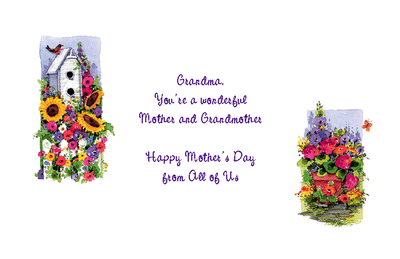 Grandma,
You're a wonderful
Mother and Grandmother
Happy Mother's Day
from All of Us